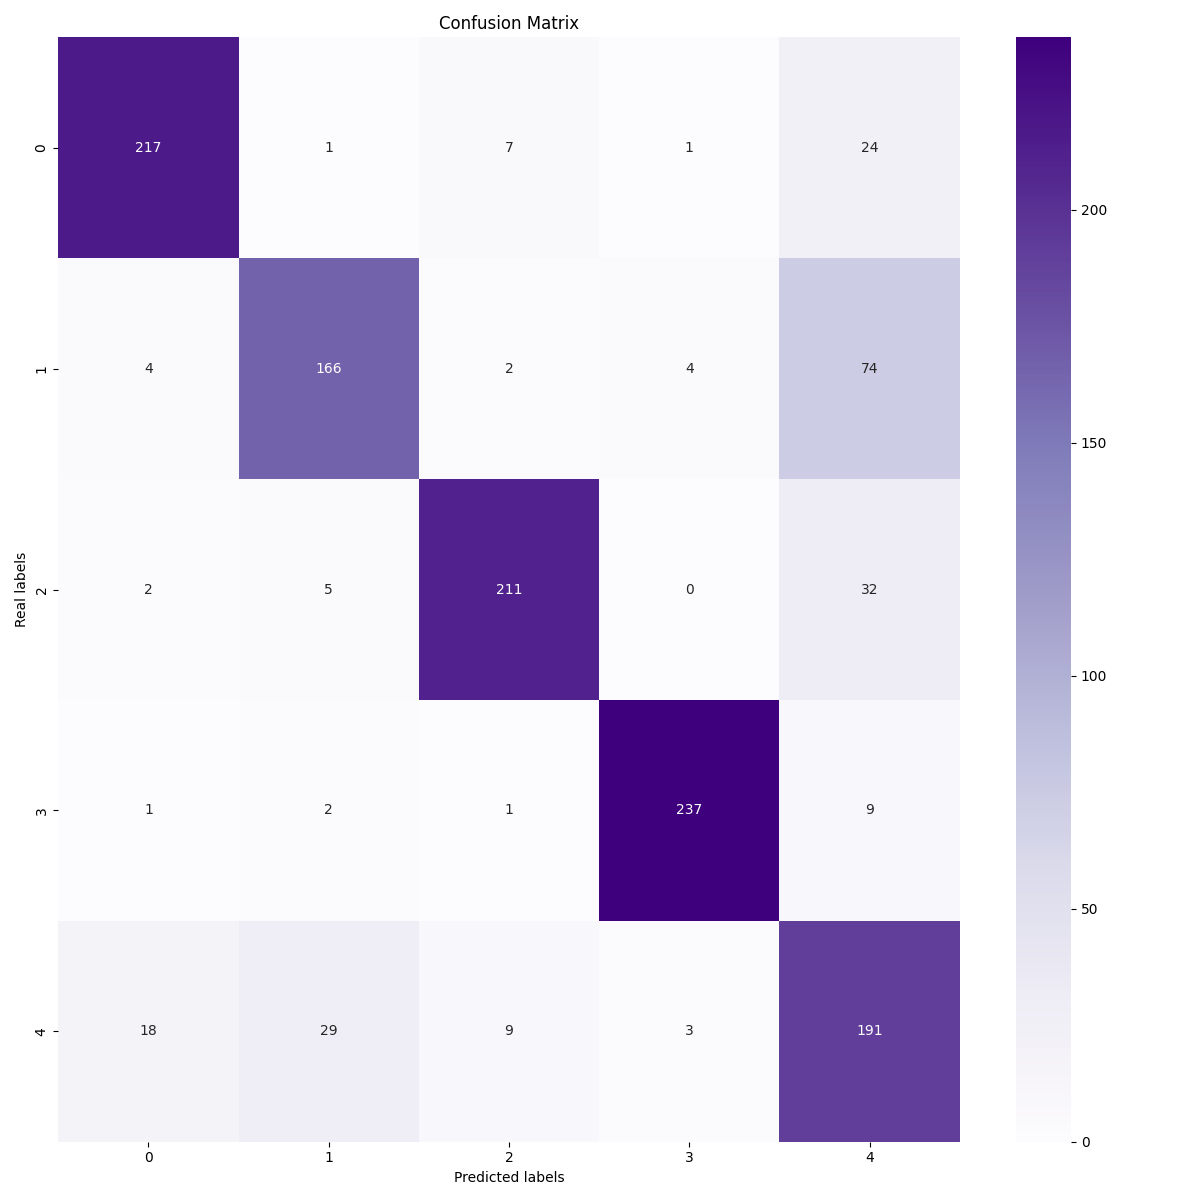 Confusion Matrix
0 217 1 7 1 24
1 4 166 2 4 74
2 2 5 211 0 32
3 1 2 1 237 9
4 18 29 9 3 191
0 1 2 3 4
Predicted labels
Real labels
200
150
100
50
0